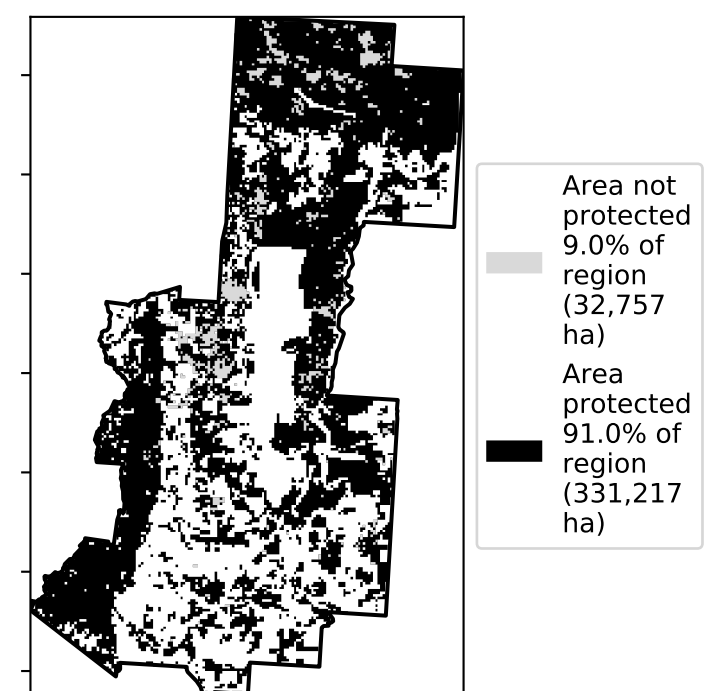 Area not
protected
9.0% of
region
(32,757
ha)
Area
protected
91.0% of
region
(331,217
ha)